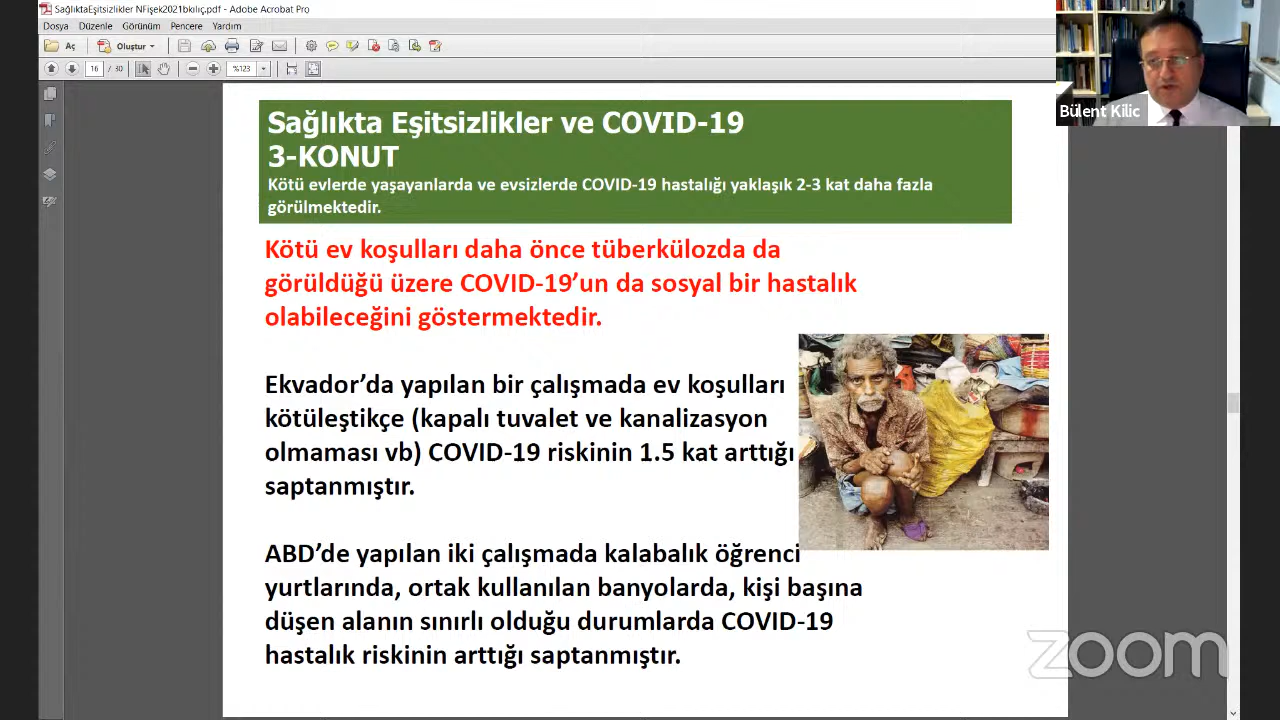 SağlıktaEşitsizlikler NFişek2021bkılıç.pdf - Adobe Acrobat Pro
Dosya Düzenle Görünüm Pencere Yardım
Aç Oluştur
16 / 30 %123
Bülent Kilic
Sağlıkta Eşitsizlikler ve COVID-19
3-KONUT
Kötü evlerde yaşayanlarda ve evsizlerde COVID-19 hastalığı yaklaşık 2-3 kat daha fazla
görülmektedir.
Kötü ev koşulları daha önce tüberkülozda da
görüldüğü üzere COVID-19’un da sosyal bir hastalık
olabileceğini göstermektedir.
Ekvador’da yapılan bir çalışmada ev koşulları
kötüleştikçe (kapalı tuvalet ve kanalizasyon
olmaması vb) COVID-19 riskinin 1.5 kat arttığı
saptanmıştır.
ABD’de yapılan iki çalışmada kalabalık öğrenci
yurtlarında, ortak kullanılan banyolarda, kişi başına
düşen alanın sınırlı olduğu durumlarda COVID-19
hastalık riskinin arttığı saptanmıştır.
zoom